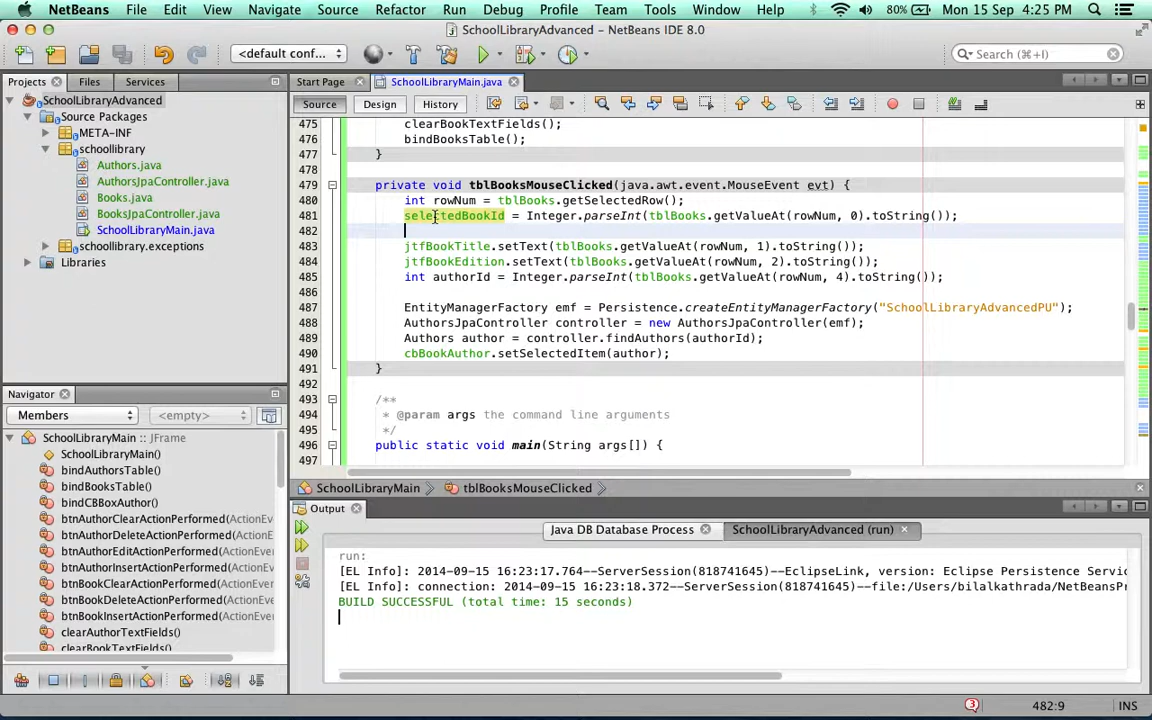 NetBeans File Edit View Navigate Source Refactor Run Debug Profile Team Tools Window Help 80% Mon 15 Sep 4:25 PM
SchoolLibraryAdvanced - NetBeans IDE 8.0
<default conf... Search (⌘+I)
Projects Files Services
SchoolLibraryAdvanced
Source Packages
META-INF
schoollibrary
Authors.java
AuthorsJpaController.java
Books.java
BooksJpaController.java
SchoolLibraryMain.java
schoollibrary.exceptions
Libraries
Navigator
Members <empty>
SchoolLibraryMain :: JFrame
SchoolLibraryMain()
bindAuthorsTable()
bindBooksTable()
bindCBBoxAuthor()
btnAuthorClearActionPerformed(ActionEv
btnAuthorDeleteActionPerformed(ActionE
btnAuthorEditActionPerformed(ActionEve
btnAuthorInsertActionPerformed(ActionE
btnBookClearActionPerformed(ActionEver
btnBookDeleteActionPerformed(ActionEve
btnBookInsertActionPerformed(ActionEve
clearAuthorTextFields()
clearBookTextFields()
Start Page SchoolLibraryMain.java
Source Design History
475 clearBookTextFields();
476 bindBooksTable();
477 }
478
479 private void tblBooksMouseClicked(java.awt.event.MouseEvent evt) {
480 int rowNum = tblBooks.getSelectedRow();
481 selectedBookId = Integer.parseInt(tblBooks.getValueAt(rowNum, 0).toString());
482
483 jtfBookTitle.setText(tblBooks.getValueAt(rowNum, 1).toString());
484 jtfBookEdition.setText(tblBooks.getValueAt(rowNum, 2).toString());
485 int authorId = Integer.parseInt(tblBooks.getValueAt(rowNum, 4).toString());
486
487 EntityManagerFactory emf = Persistence.createEntityManagerFactory("SchoolLibraryAdvancedPU");
488 AuthorsJpaController controller = new AuthorsJpaController(emf);
489 Authors author = controller.findAuthors(authorId);
490 cbBookAuthor.setSelectedItem(author);
491 }
492
493 /**
494 * @param args the command line arguments
495 */
496 public static void main(String args[]) {
497
SchoolLibraryMain tblBooksMouseClicked
Output
Java DB Database Process SchoolLibraryAdvanced (run)
run:
[EL Info]: 2014-09-15 16:23:17.764--ServerSession(818741645)--EclipseLink, version: Eclipse Persistence Servic
[EL Info]: connection: 2014-09-15 16:23:18.372--ServerSession(818741645)--file:/Users/bilalkathrada/NetBeansPr
BUILD SUCCESSFUL (total time: 15 seconds)
3 482:9 INS